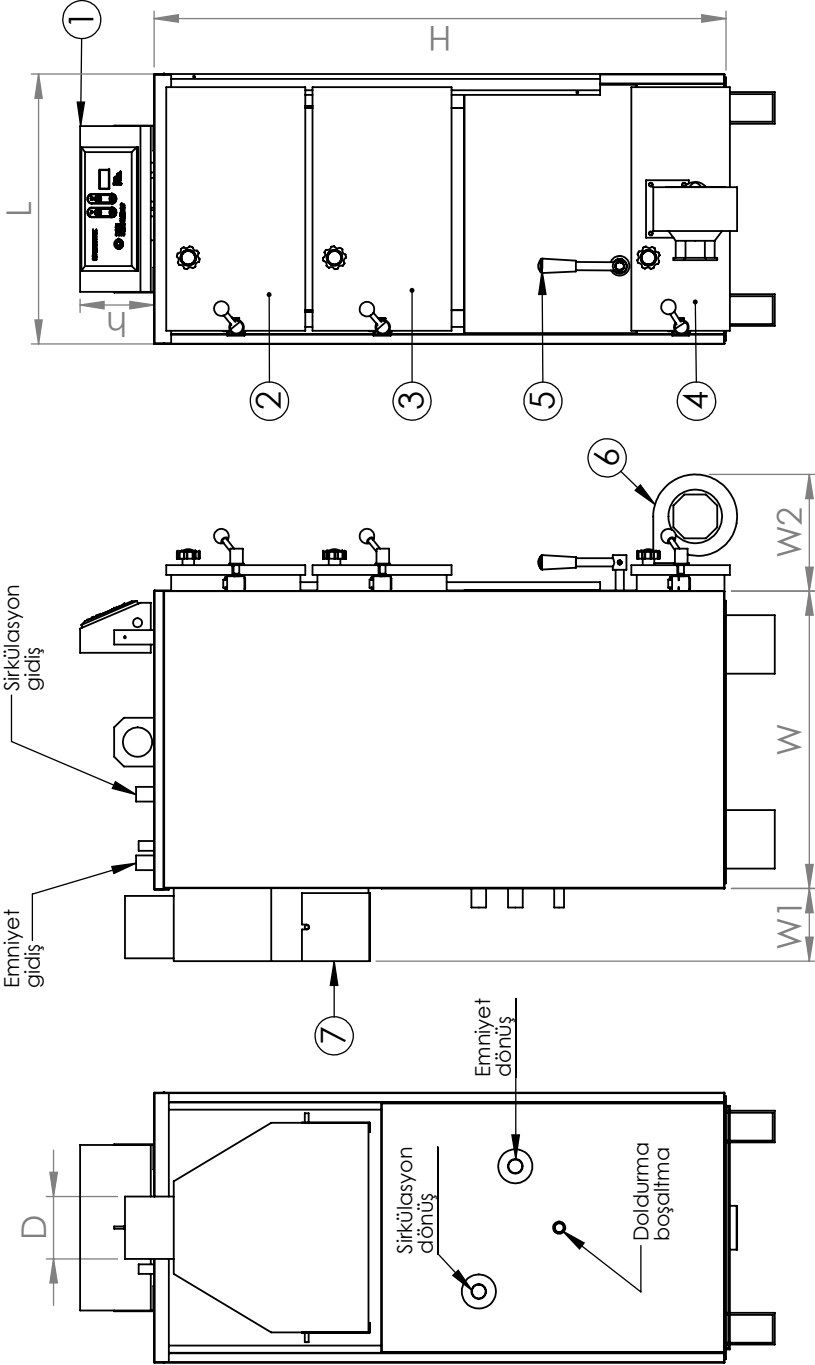 Emniyet
gidiş
Sirkülasyon
gidiş
L
1
h
H
2
3
4
5
6
7
W1
W
W2
D
Sirkülasyon
dönüş
Emniyet
dönüş
Doldurma
boşaltma